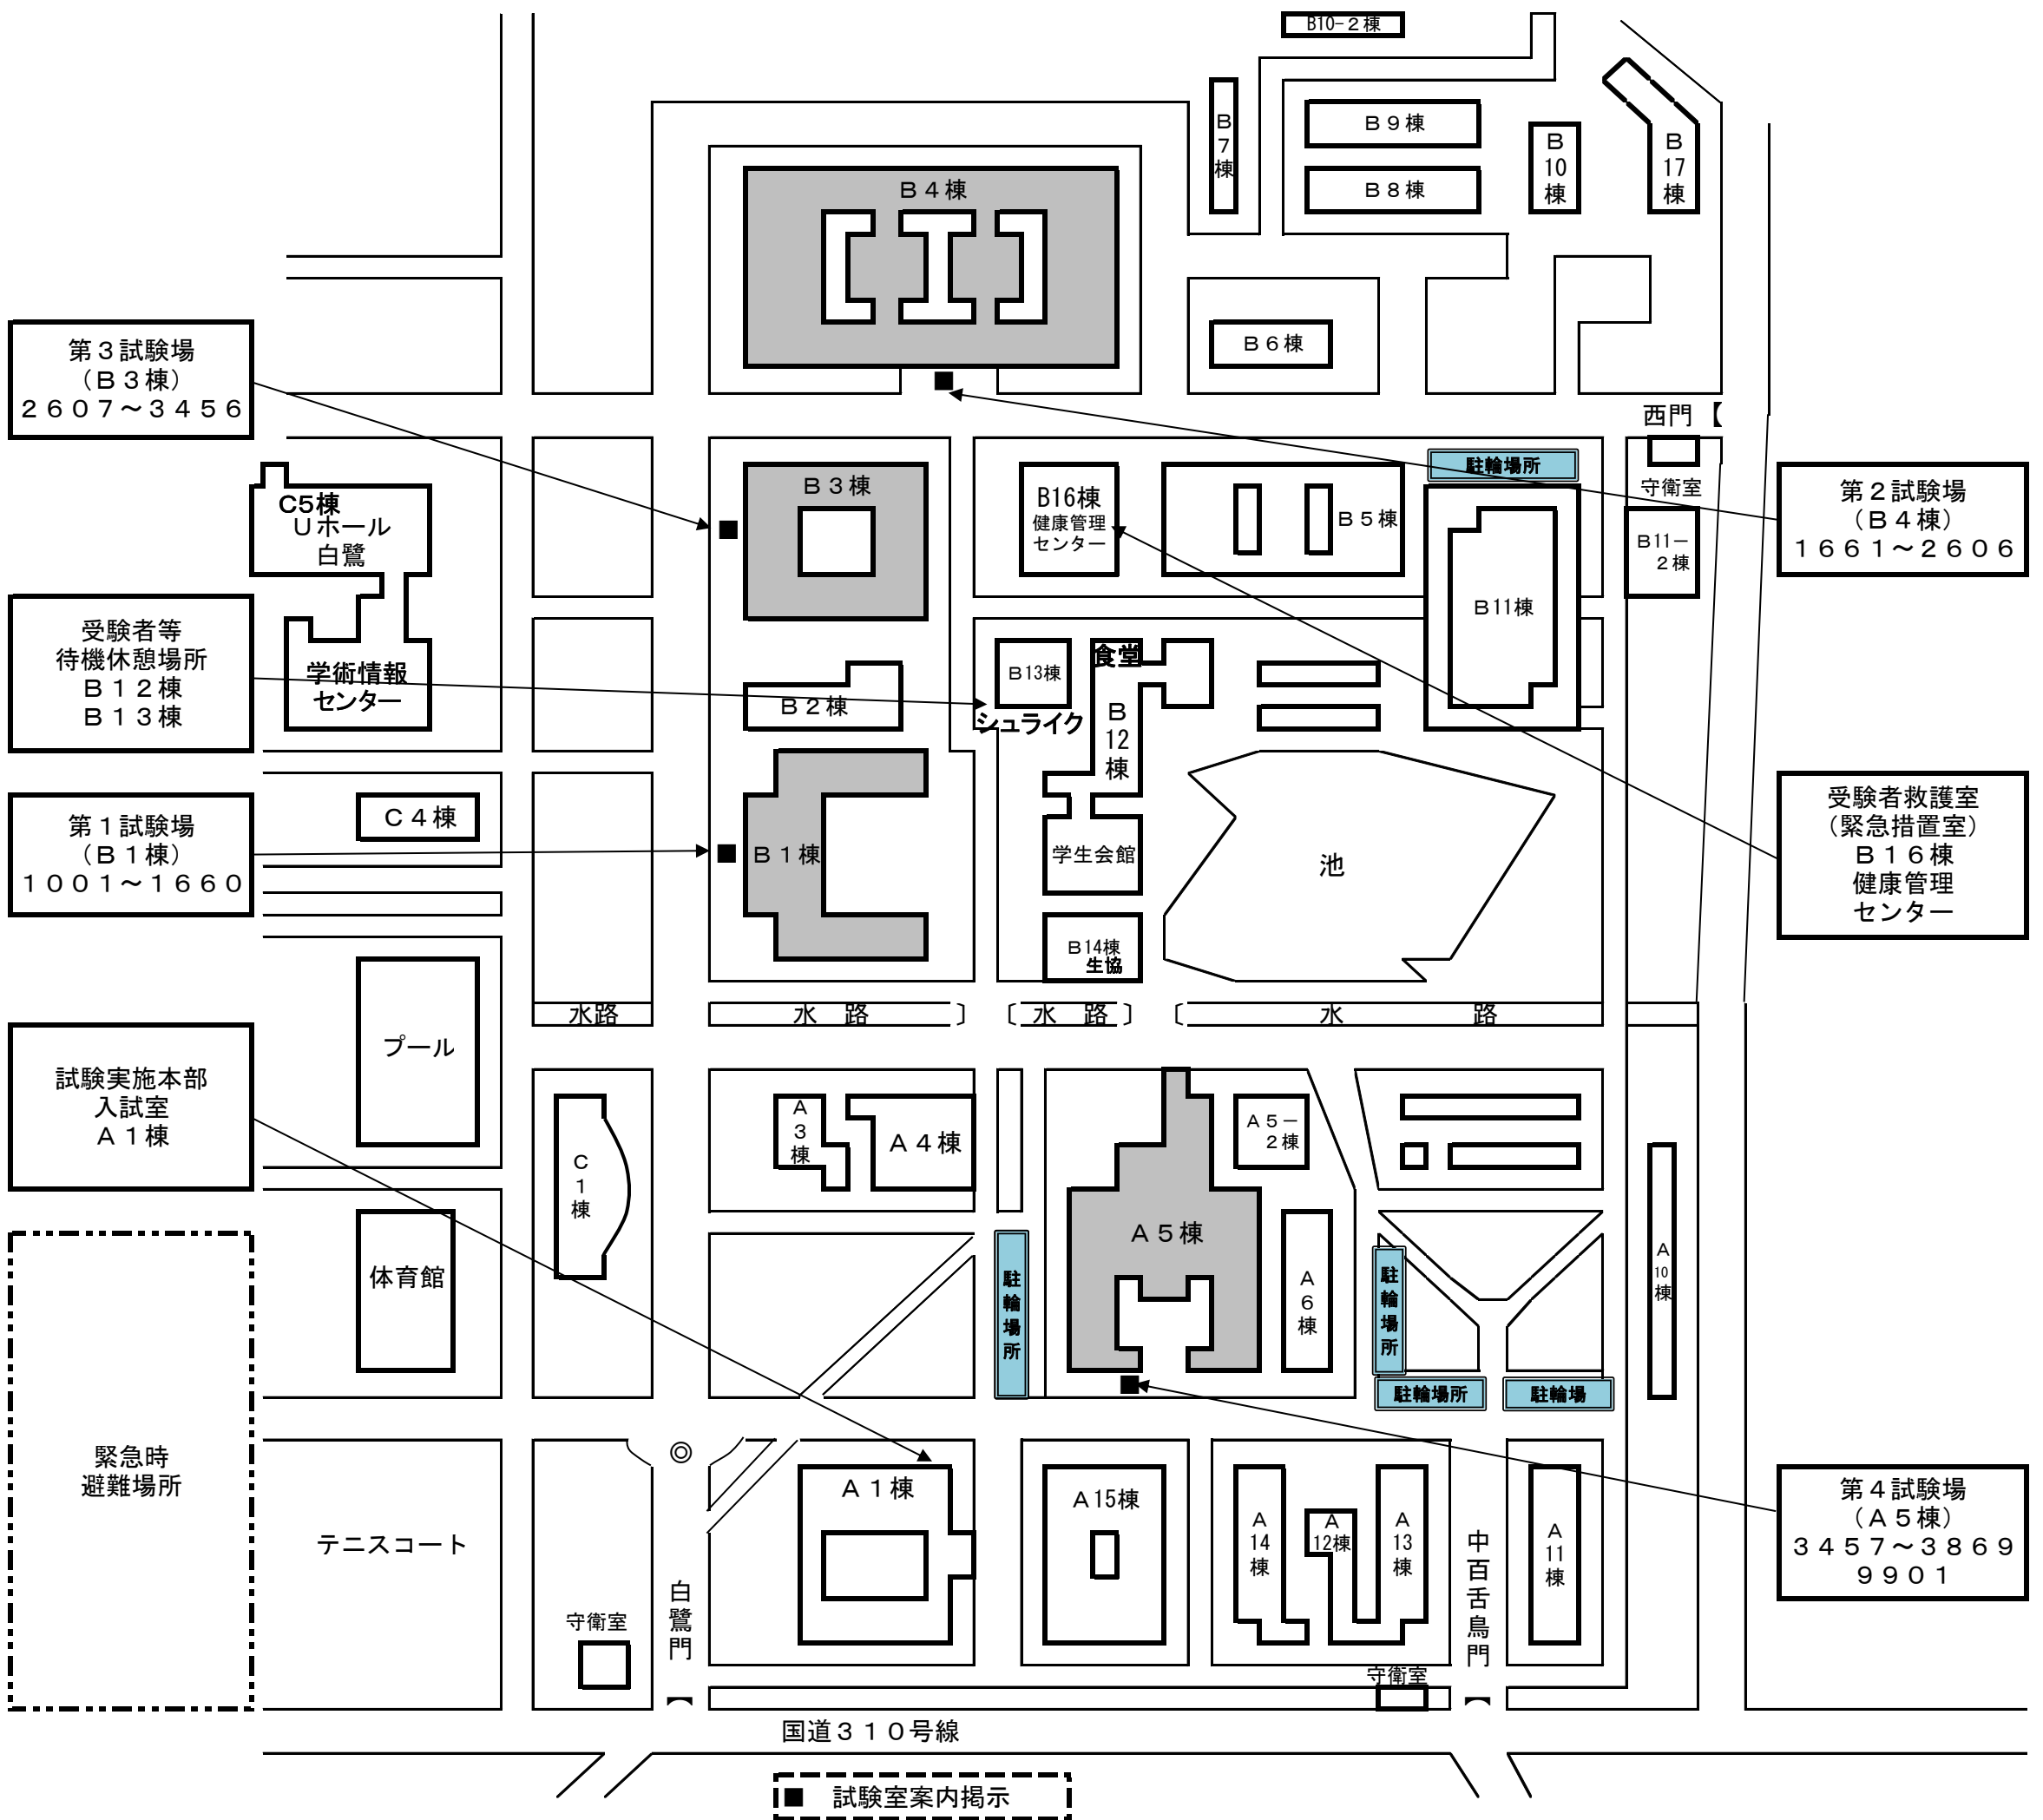 B10-2棟
B
7
棟
B9棟
B8棟
B
10
棟
B
17
棟
B4棟
B6棟
第3試験場
(B3棟)
2607~3456
西門
守衛室
駐輪場所
B3棟
B16棟
健康管理
センター
B5棟
B11棟
B11-
2棟
第2試験場
(B4棟)
1661~2606
C5棟
Uホール
白鷺
学術情報
センター
受験者等
待機休憩場所
B12棟
B13棟
B2棟
B13棟
シュライク
食堂
B
12
棟
第1試験場
(B1棟)
1001~1660
C4棟
B1棟
学生会館
池
受験者救護室
(緊急措置室)
B16棟
健康管理
センター
B14棟
生協
水路
水 路
水 路
水 路
プール
試験実施本部
入試室
A1棟
C
1
棟
A
3
棟
A4棟
A5-
2棟
A5棟
A
6
棟
A
10
棟
体育館
駐輪場所
駐輪場所
駐輪場所
駐輪場
緊急時
避難場所
テニスコート
◎
A1棟
A15棟
A
14
棟
A
12棟
A
13
棟
A
11
棟
第4試験場
(A5棟)
3457~3869
9901
守衛室
白鷺門
中百舌鳥門
守衛室
国道310号線
■ 試験室案内掲示